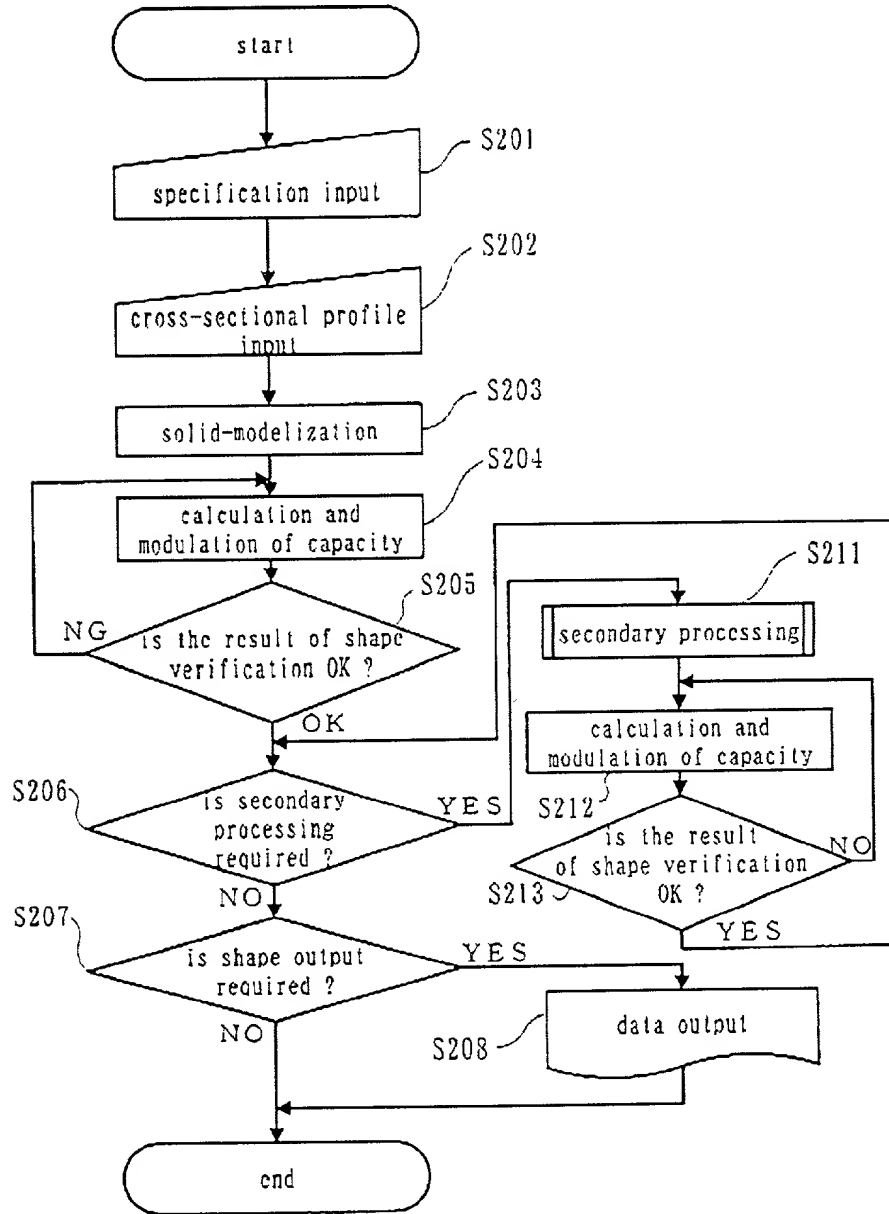 start
S201
specification input
S202
cross-sectional profile
input
S203
solid-modelization
S204
calculation and
modulation of capacity
S205
NG
is the result of shape
verification OK ?
OK
S206
is secondary
processing
required ?
YES
NO
S207
is shape output
required ?
YES
NO
S211
secondary processing
calculation and
modulation of capacity
S212
is the result
of shape verification
OK ?
NO
S213
YES
S208
data output
end